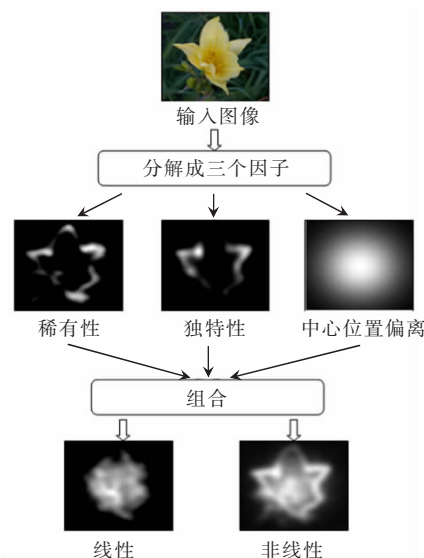 输入图像
分解成三个因子
稀有性
独特性
中心位置偏离
组合
线性
非线性